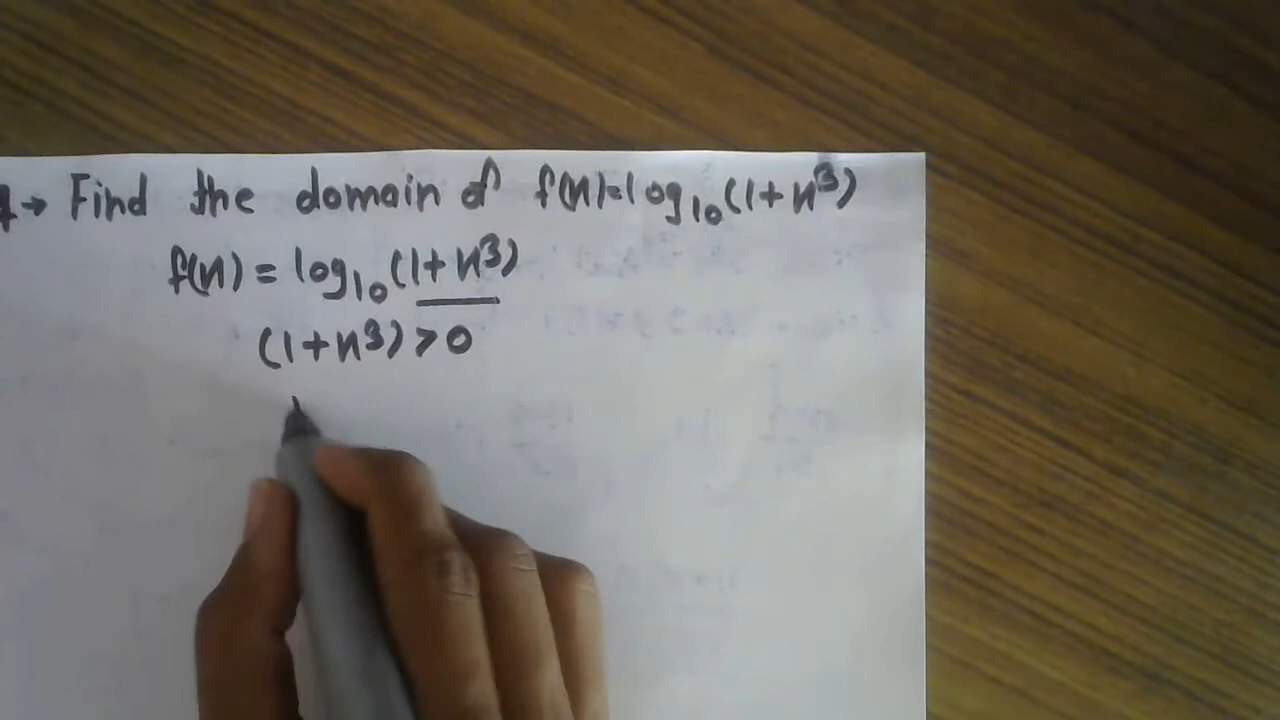 → Find the domain of f(x)=log₁₀(1+x³)
f(x) = log₁₀(1+x³)
(1+x³)>0